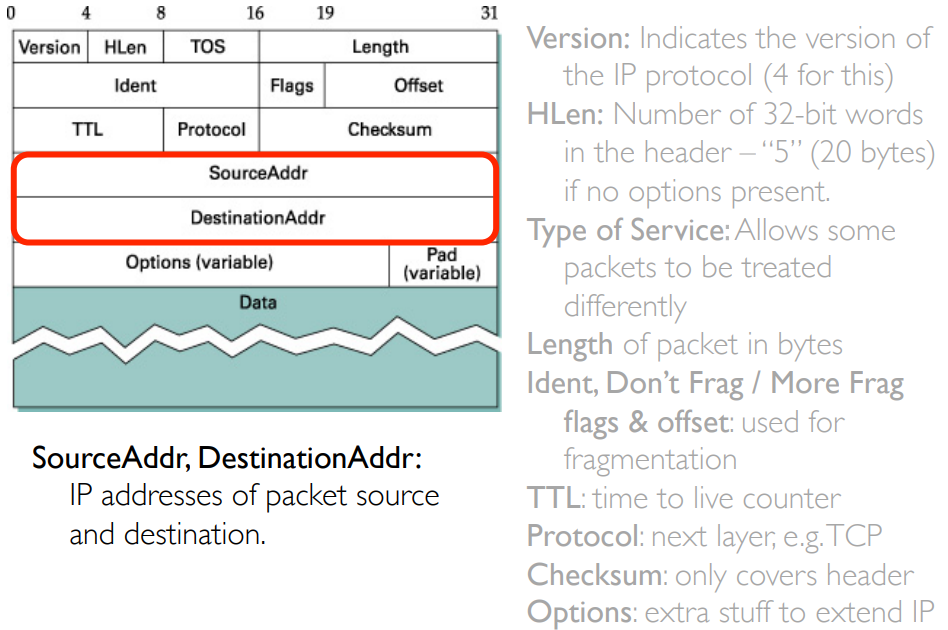 0 4 8 16 19 31
Version HLen TOS Length
Ident Flags Offset
TTL Protocol Checksum
SourceAddr
DestinationAddr
Options (variable) Pad
(variable)
Data
SourceAddr, DestinationAddr:
IP addresses of packet source
and destination.
Version: Indicates the version of
the IP protocol (4 for this)
HLen: Number of 32-bit words
in the header – “5” (20 bytes)
if no options present.
Type of Service: Allows some
packets to be treated
differently
Length of packet in bytes
Ident, Don’t Frag / More Frag
flags & offset: used for
fragmentation
TTL: time to live counter
Protocol: next layer, e.g. TCP
Checksum: only covers header
Options: extra stuff to extend IP